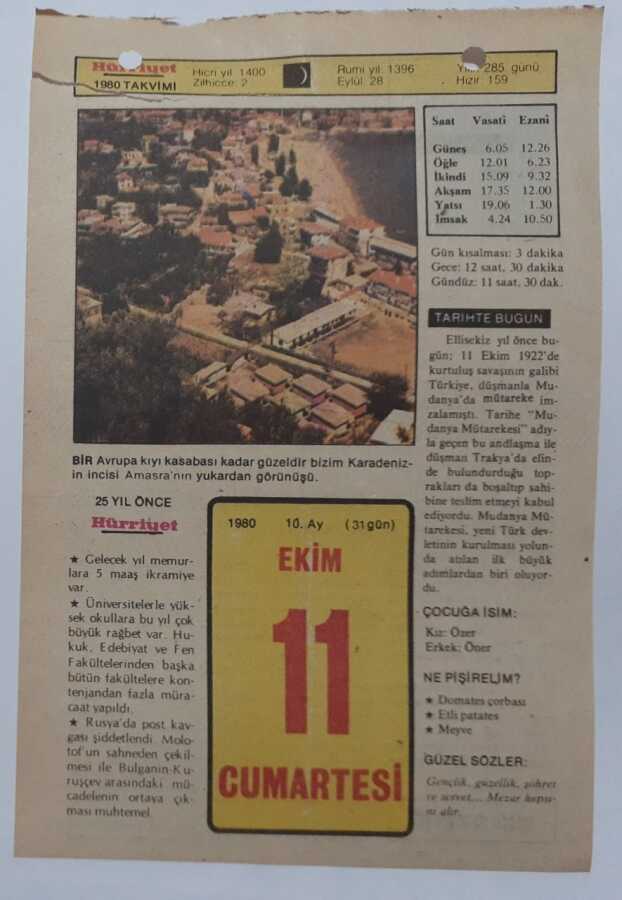 Hürriyet
1980 TAKVİMİ
Hicri yıl 1400
Zilhicce: 2
Rumi yıl: 1396
Eylül: 28
285. günü
Hızır 159
Saat Vasati Ezani
Güneş 6.05 12.26
Öğle 12.01 6.23
İkindi 15.09 9.32
Akşam 17.35 12.00
Yatsı 19.06 1.30
İmsak 4.24 10.50
Gün kısalması: 3 dakika
Gece: 12 saat, 30 dakika
Gündüz: 11 saat, 30 dak.
TARİHTE BUGÜN
Ellisekiz yıl önce bu-
gün; 11 Ekim 1922'de
kurtuluş savaşının galibi
Türkiye, düşmanla Mu-
danya'da mütareke im-
zalamıştı. Tarihe "Mu-
danya Mütarekesi" adıy-
la geçen bu andlaşma ile
düşman Trakya'da elin-
de bulundurduğu top-
rakları da boşaltıp sahi-
bine teslim etmeyi kabul
ediyordu. Mudanya Mü-
tarekesi, yeni Türk dev-
letinin kurulması yolun-
da atılan ilk büyük
adımlardan biri oluyor-
du.
BİR Avrupa kıyı kasabası kadar güzeldir bizim Karadeniz-
in incisi Amasra'nın yukardan görünüşü.
25 YIL ÖNCE
Hürriyet
★ Gelecek yıl memur-
lara 5 maaş ikramiye
var.
★ Üniversitelerle yük-
sek okullara bu yıl çok
büyük rağbet var. Hu-
kuk, Edebiyat ve Fen
Fakültelerinden başka
bütün fakültelere kon-
tenjandan fazla müra-
caat yapıldı.
★ Rusya'da post kav-
gası şiddetlendi. Molo-
tof'un sahneden çekil-
mesi ile Bulganin-Ku-
ruşçev arasındaki mü-
cadelenin ortaya çık-
ması muhtemel.
1980 10. Ay (31 gün)
EKİM
11
CUMARTESİ
ÇOCUĞA İSİM:
Kız: Özer
Erkek: Öner
NE PİŞİRELİM?
★ Domates çorbası
★ Etli patates
★ Meyve
GÜZEL SÖZLER:
Gençlik, güzellik, şöhret
ve servet... Mezar hepsi-
ni alır.